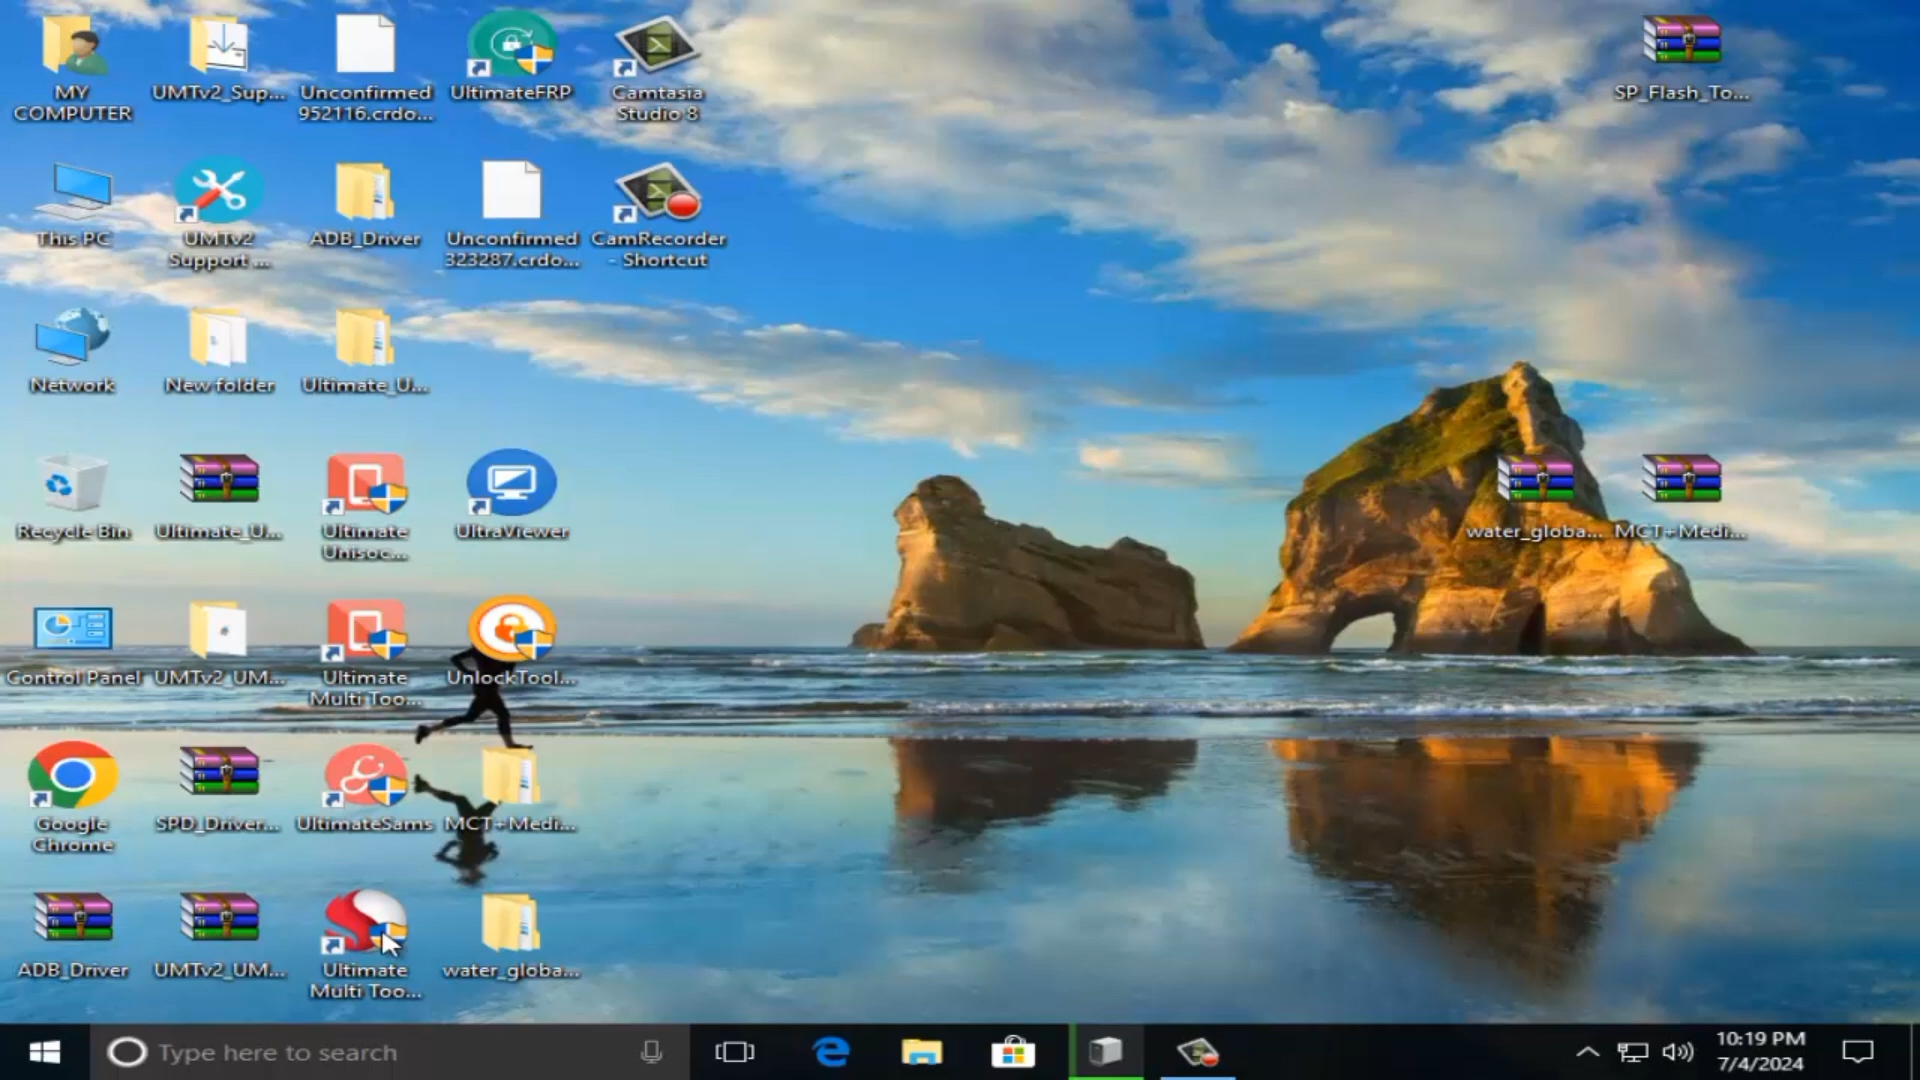 MY
COMPUTER
UMTv2_Sup...
Unconfirmed
952116.crdo...
UltimateFRP
Camtasia
Studio 8
SP_Flash_To...
This PC
UMTv2
Support ...
ADB_Driver
Unconfirmed
323287.crdo...
CamRecorder
- Shortcut
Network
New folder
Ultimate_U...
Recycle Bin
Ultimate_U...
Ultimate
Unisoc...
UltraViewer
water_globa...
MCT+Medi...
Control Panel
UMTv2_UM...
Ultimate
Multi Too...
UnlockTool...
Google
Chrome
SPD_Driver...
UltimateSams
MCT+Medi...
ADB_Driver
UMTv2_UM...
Ultimate
Multi Too...
water_globa...
Type here to search
10:19 PM
7/4/2024